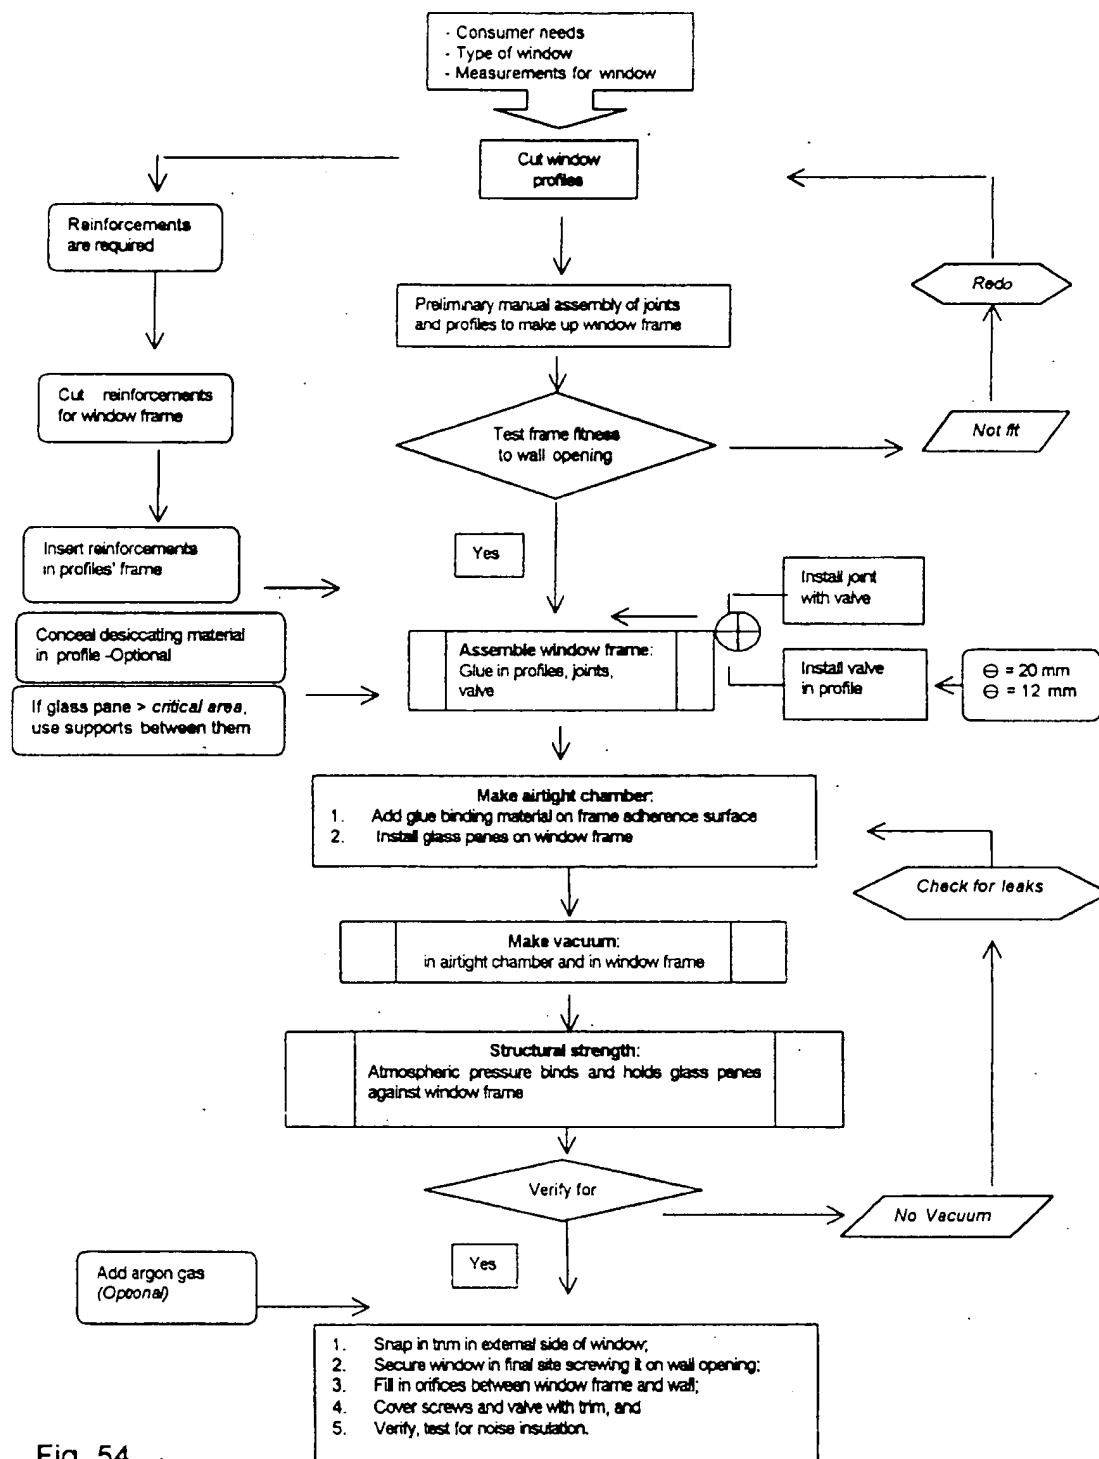 - Consumer needs
- Type of window
- Measurements for window
Cut window
profiles
Reinforcements
are required
Redo
Preliminary manual assembly of joints
and profiles to make up window frame
Cut reinforcements
for window frame
Test frame fitness
to wall opening
Not fit
Insert reinforcements
in profiles' frame
Yes
Install joint
with valve
Conceal desiccating material
in profile -Optional
Assemble window frame:
Glue in profiles, joints,
valve
Install valve
in profile
⊖ = 20 mm
⊖ = 12 mm
If glass pane > critical area,
use supports between them
Make airtight chamber:
1. Add glue binding material on frame adherence surface
2. Install glass panes on window frame
Check for leaks
Make vacuum:
in airtight chamber and in window frame
Structural strength:
Atmospheric pressure binds and holds glass panes
against window frame
Verify for
No Vacuum
Yes
Add argon gas
(Optional)
1. Snap in trim in external side of window;
2. Secure window in final site screwing it on wall opening;
3. Fill in orifices between window frame and wall;
4. Cover screws and valve with trim, and
5. Verify, test for noise insulation.
Fig. 54